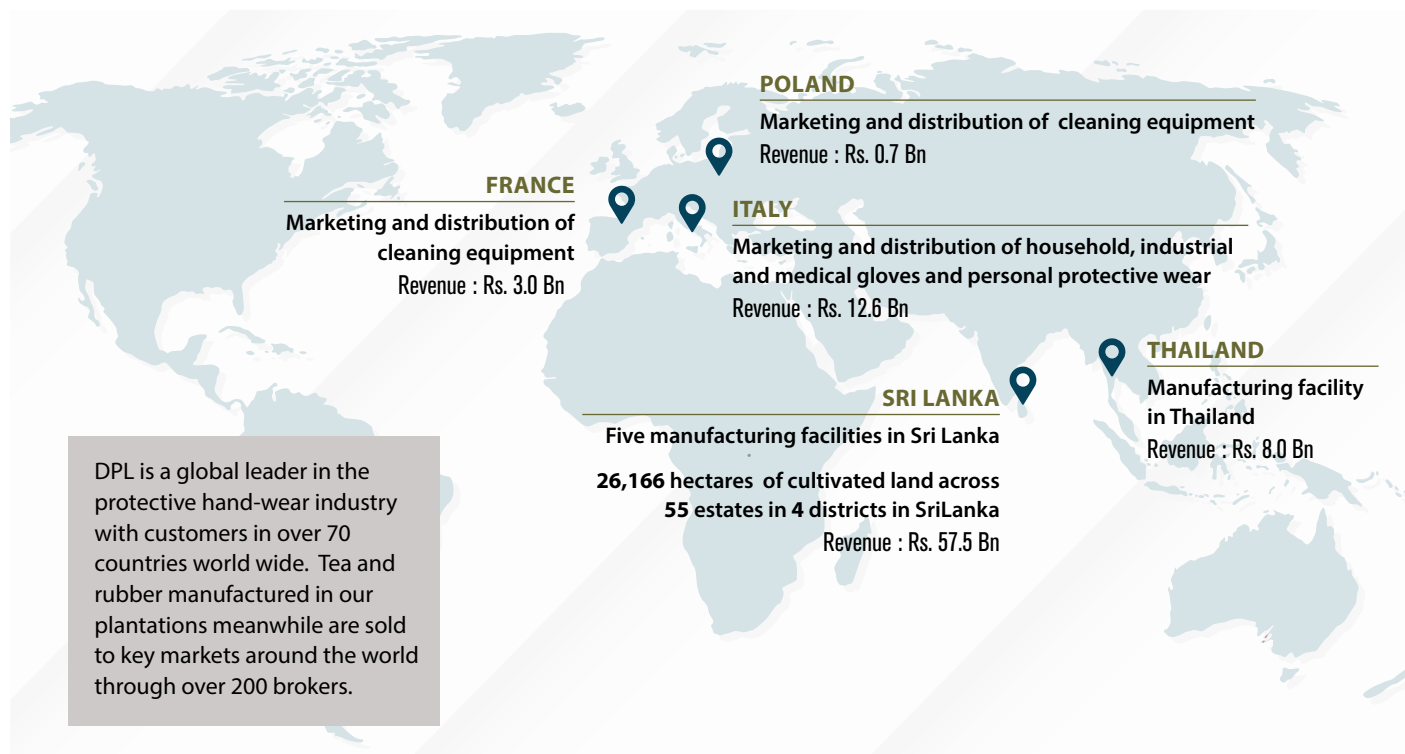 POLAND
Marketing and distribution of cleaning equipment
Revenue : Rs. 0.7 Bn
FRANCE
Marketing and distribution of
cleaning equipment
Revenue : Rs. 3.0 Bn
ITALY
Marketing and distribution of household, industrial
and medical gloves and personal protective wear
Revenue : Rs. 12.6 Bn
THAILAND
Manufacturing facility
in Thailand
Revenue : Rs. 8.0 Bn
SRI LANKA
Five manufacturing facilities in Sri Lanka
26,166 hectares of cultivated land across
55 estates in 4 districts in SriLanka
Revenue : Rs. 57.5 Bn
DPL is a global leader in the
protective hand-wear industry
with customers in over 70
countries world wide. Tea and
rubber manufactured in our
plantations meanwhile are sold
to key markets around the world
through over 200 brokers.